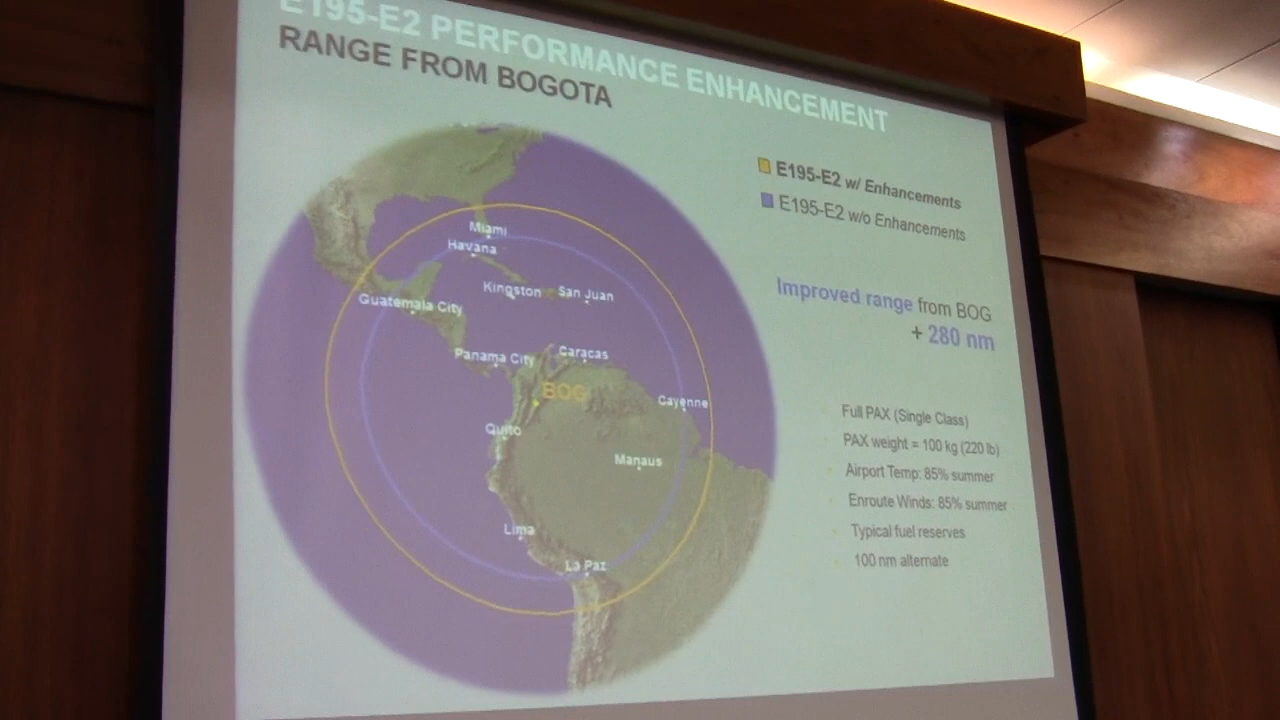 E195-E2 PERFORMANCE ENHANCEMENT
RANGE FROM BOGOTA
E195-E2 w/ Enhancements
E195-E2 w/o Enhancements
Miami
Havana
Kingston
San Juan
Guatemala City
Panama City
Caracas
BOG
Cayenne
Quito
Manaus
Lima
La Paz
Improved range from BOG
+ 280 nm
Full PAX (Single Class)
PAX weight = 100 kg (220 lb)
Airport Temp: 85% summer
Enroute Winds: 85% summer
Typical fuel reserves
100 nm alternate